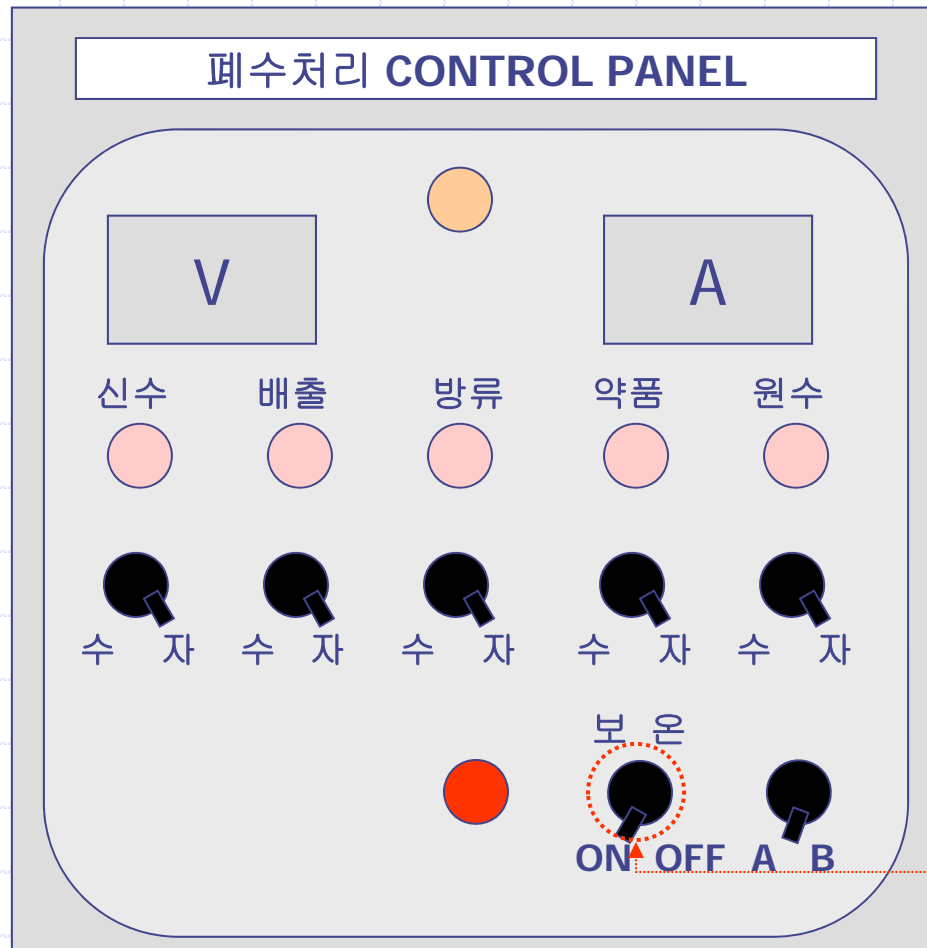 폐수처리 CONTROL PANEL
V A
신수 배출 방류 약품 원수
수 자 수 자 수 자 수 자 수 자
보 온
ON OFF A B